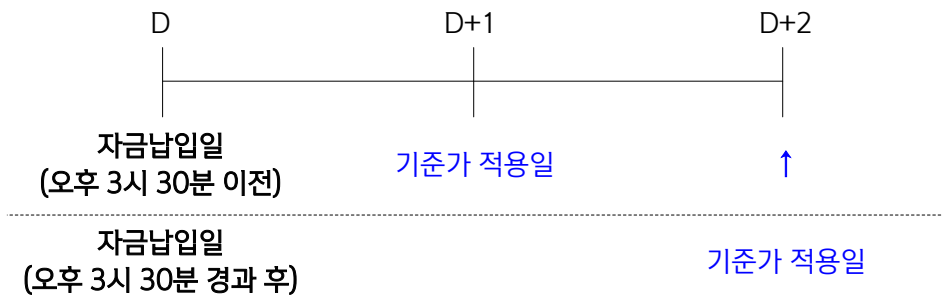 D D+1 D+2
자금납입일
(오후 3시 30분 이전)
기준가 적용일
↑
자금납입일
(오후 3시 30분 경과 후)
기준가 적용일